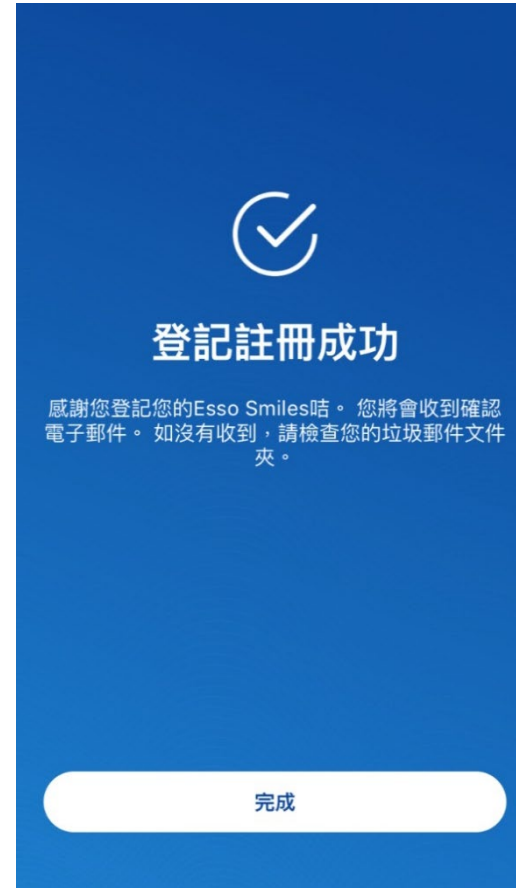 登記註冊成功
感謝您登記您的Esso Smiles咭。 您將會收到確認
電子郵件。 如沒有收到，請檢查您的垃圾郵件文件
夾。
完成